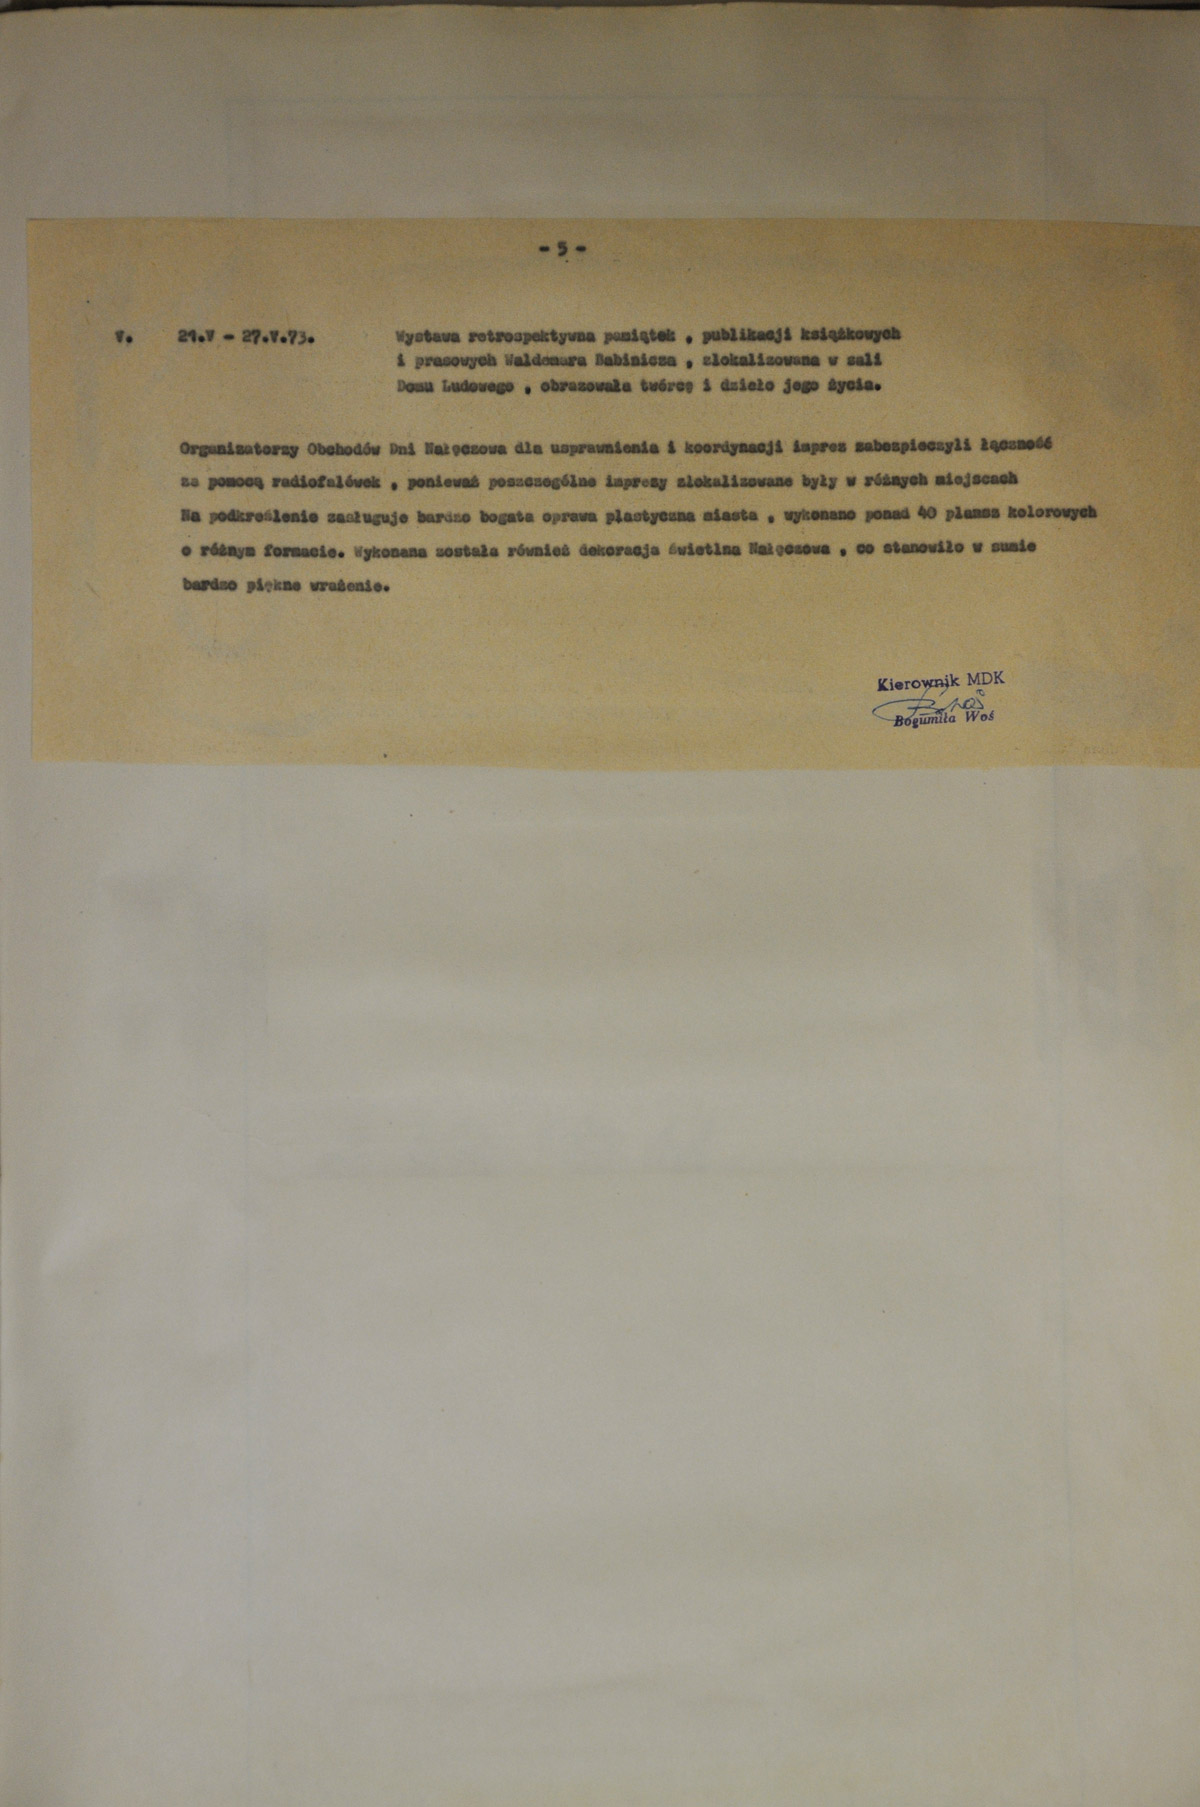 - 5 -
V. 21.V - 27.V.73. Wystawa retrospektywna pamiątek , publikacji książkowych
i prasowych Waldemara Babinicza , zlokalizowana w sali
Domu Ludowego , obrazowała twórcę i dzieło jego życia.
Organizatorzy Obchodów Dni Nałęczowa dla usprawnienia i koordynacji imprez zabezpieczyli łączność
za pomocą radiofalówek , ponieważ poszczególne imprezy zlokalizowane były w różnych miejscach
Na podkreślenie zasługuje bardzo bogata oprawa plastyczna miasta , wykonano ponad 40 plansz kolorowych
o różnym formacie. Wykonana została również dekoracja świetlna Nałęczowa , co stanowiło w sumie
bardzo piękne wrażenie.
Kierownik MDK
BWoś
Bogumiła Woś